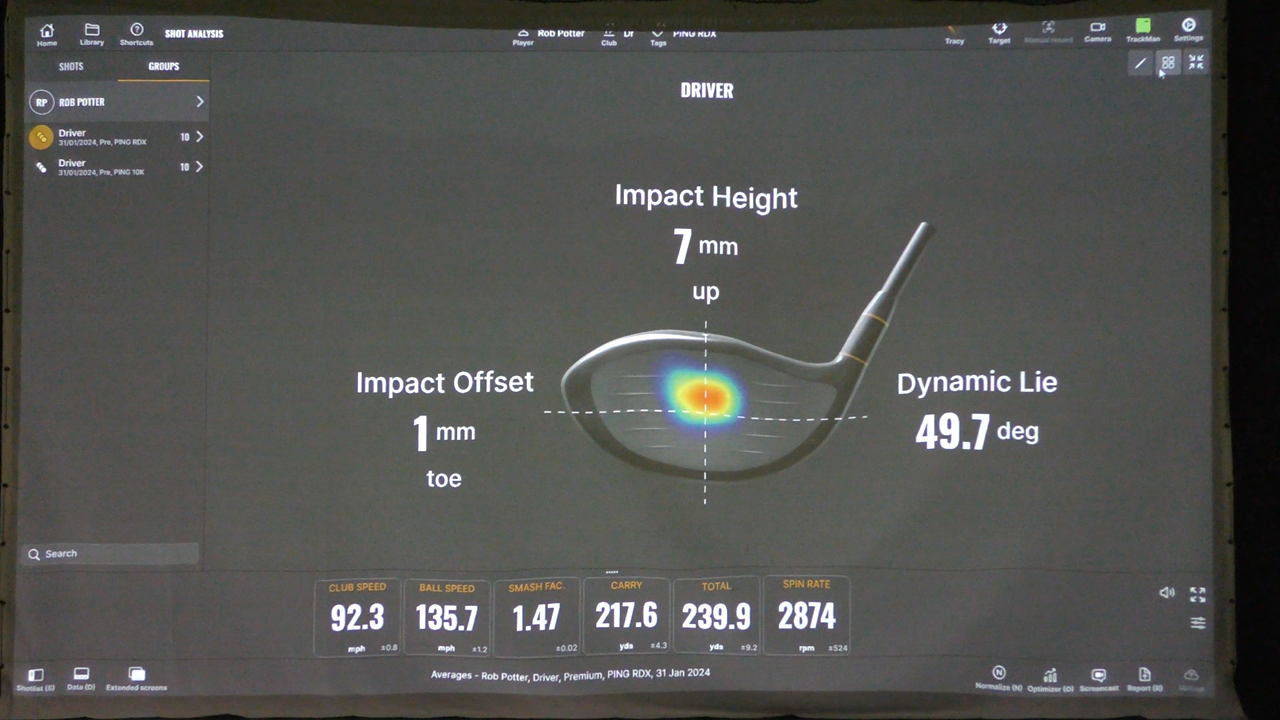 Home
Library
Shortcuts
SHOT ANALYSIS
Player
Rob Potter
Club
Dr
Tags
PING RDX
Tracy
Target
Manual record
Camera
TrackMan
Settings
SHOTS
GROUPS
RP
ROB POTTER
Driver
31/01/2024, Pre, PING RDX
10
Driver
31/01/2024, Pre, PING 10K
10
Search
DRIVER
Impact Height
7 mm
up
Impact Offset
1 mm
toe
Dynamic Lie
49.7 deg
CLUB SPEED
92.3
mph
±0.8
BALL SPEED
135.7
mph
±1.2
SMASH FAC.
1.47
±0.02
CARRY
217.6
yds
±4.3
TOTAL
239.9
yds
±9.2
SPIN RATE
2874
rpm
±524
Averages - Rob Potter, Driver, Premium, PING RDX, 31 Jan 2024
Shotlist (S)
Data (D)
Extended screens
N
Normalize (N)
Optimizer (O)
Screencast
Report (R)